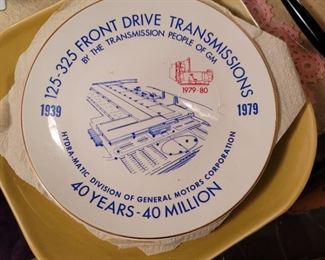 125-325 FRONT DRIVE TRANSMISSIONS
BY THE TRANSMISSION PEOPLE OF GM
1979-80
1939
1979
HYDRA-MATIC DIVISION OF GENERAL MOTORS CORPORATION
40 YEARS-40 MILLION